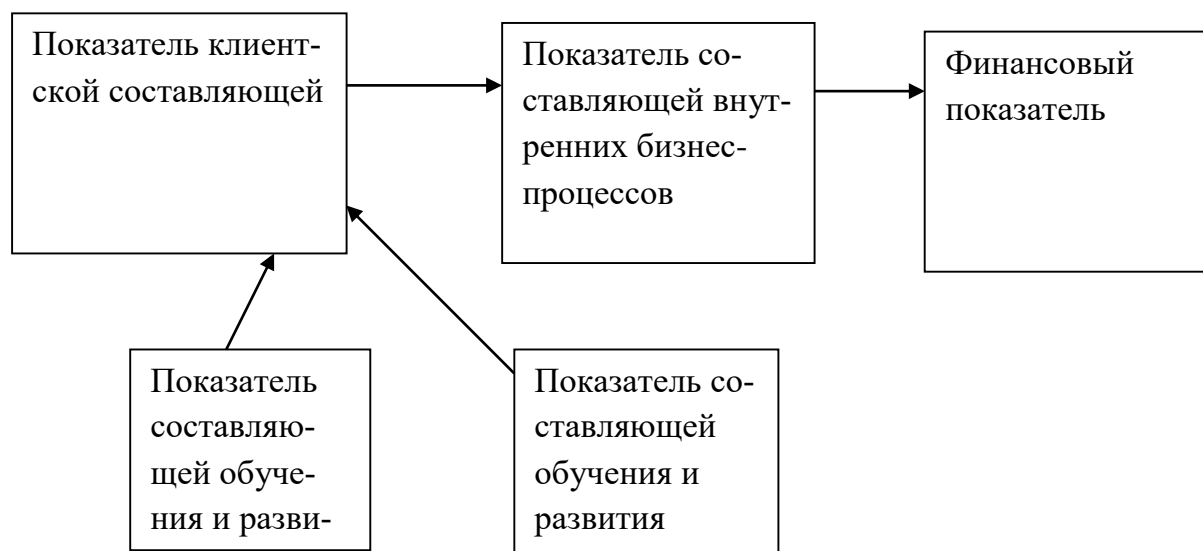 Показатель клиент-
ской составляющей
Показатель со-
ставляющей внут-
ренних бизнес-
процессов
Финансовый
показатель
Показатель
составляю-
щей обуче-
ния и разви-
Показатель со-
ставляющей
обучения и
развития